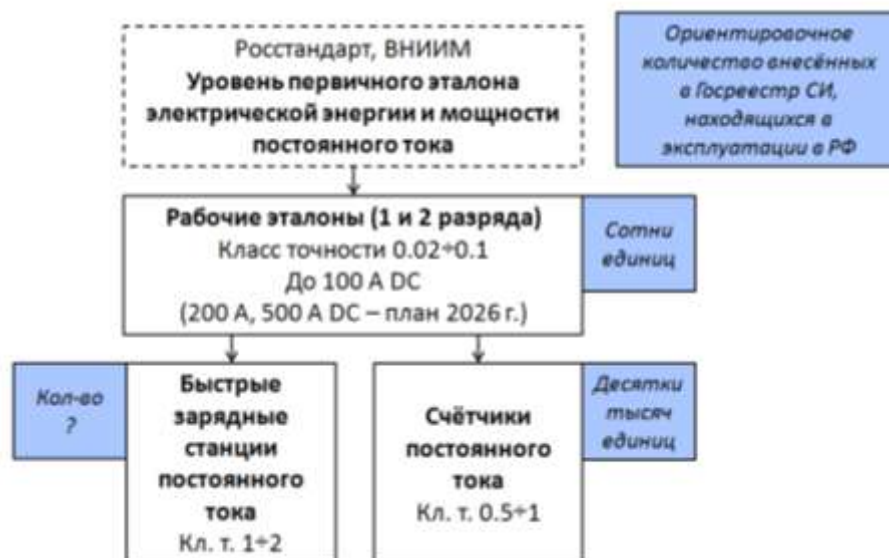 Росстандарт, ВНИИМ
Уровень первичного эталона
электрической энергии и мощности
постоянного тока
Ориентировочное
количество внесённых
в Госреестр СИ,
находящихся в
эксплуатации в РФ
Рабочие эталоны (1 и 2 разряда)
Класс точности 0.02÷0.1
До 100 А DC
(200 А, 500 А DC – план 2026 г.)
Сотни
единиц
Кол-во
?
Быстрые
зарядные
станции
постоянного
тока
Кл. т. 1÷2
Счётчики
постоянного
тока
Кл. т. 0.5÷1
Десятки
тысяч
единиц